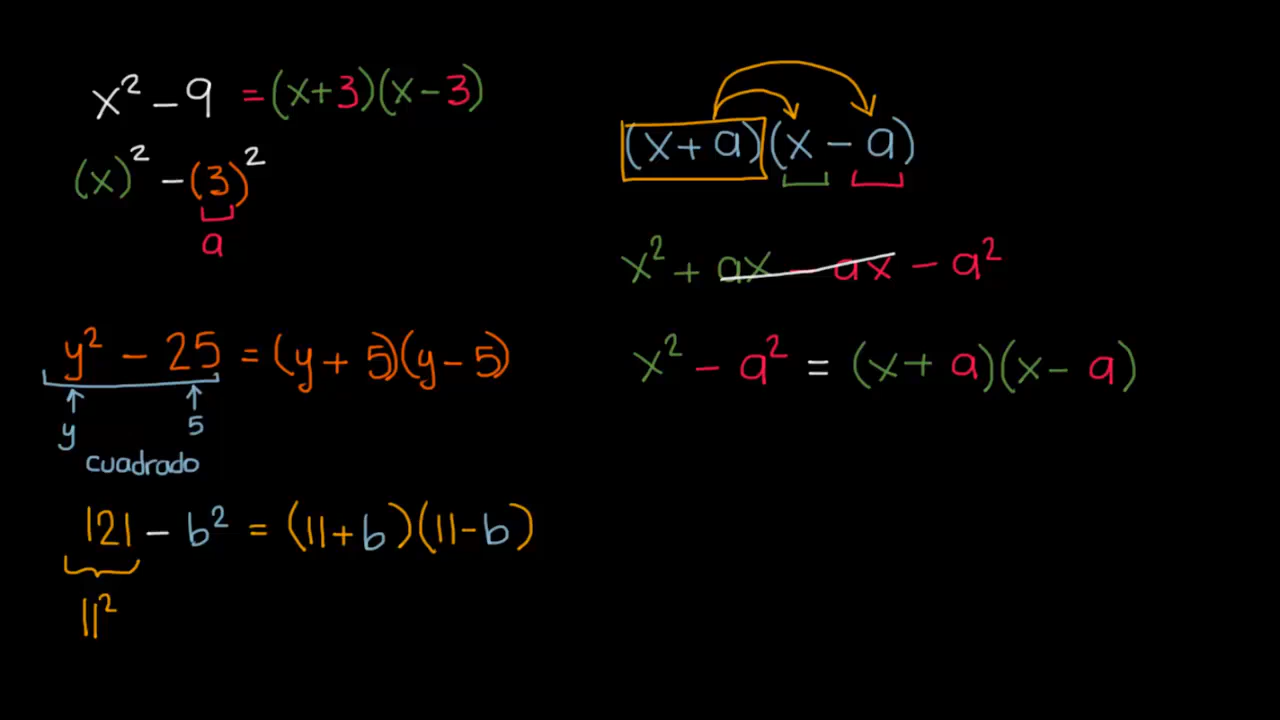 x² - 9 = (x+3)(x-3)
(x)² - (3)²
a
y² - 25 = (y+5)(y-5)
y 5
cuadrado
121 - b² = (11+b)(11-b)
11²
(x+a)(x-a)
x² + ax - ax - a²
x² - a² = (x+a)(x-a)